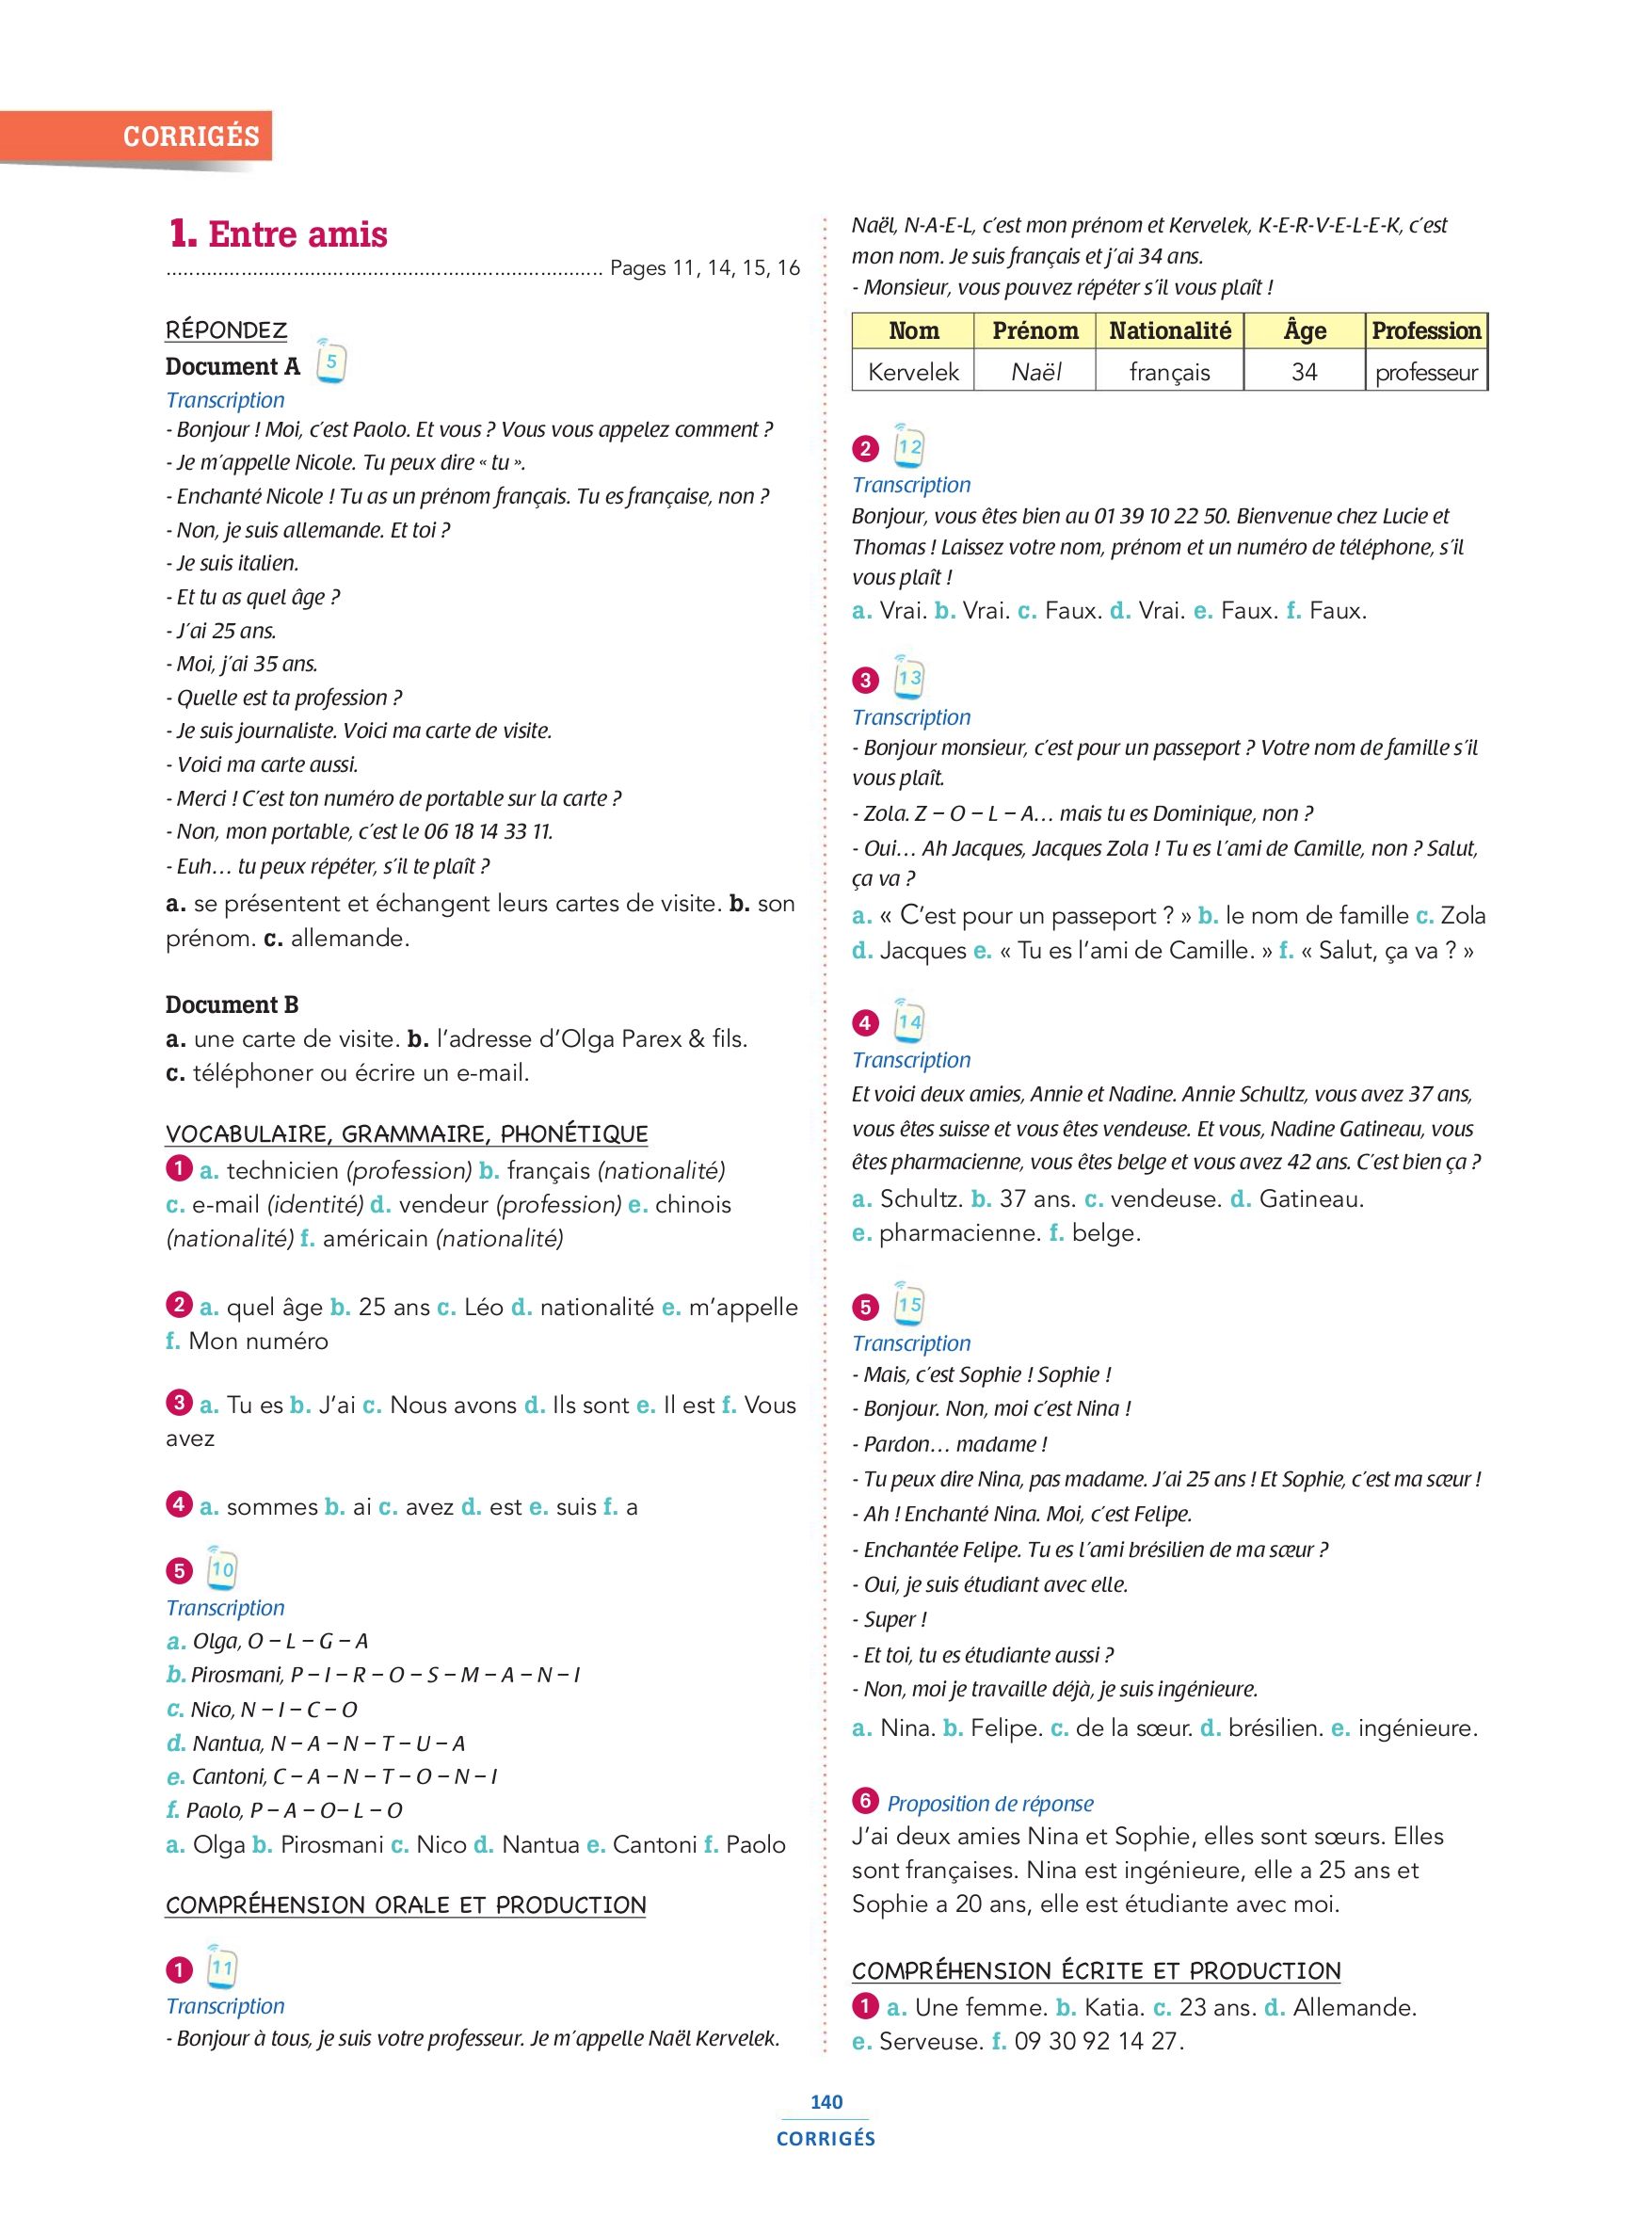 CORRIGÉS
1. Entre amis
........................................................................... Pages 11, 14, 15, 16
RÉPONDEZ
Document A 5
Transcription
- Bonjour ! Moi, c'est Paolo. Et vous ? Vous vous appelez comment ?
- Je m'appelle Nicole. Tu peux dire « tu ».
- Enchanté Nicole ! Tu as un prénom français. Tu es française, non ?
- Non, je suis allemande. Et toi ?
- Je suis italien.
- Et tu as quel âge ?
- J'ai 25 ans.
- Moi, j'ai 35 ans.
- Quelle est ta profession ?
- Je suis journaliste. Voici ma carte de visite.
- Voici ma carte aussi.
- Merci ! C'est ton numéro de portable sur la carte ?
- Non, mon portable, c'est le 06 18 14 33 11.
- Euh… tu peux répéter, s'il te plaît ?
a. se présentent et échangent leurs cartes de visite. b. son
prénom. c. allemande.
Document B
a. une carte de visite. b. l'adresse d'Olga Parex & fils.
c. téléphoner ou écrire un e-mail.
VOCABULAIRE, GRAMMAIRE, PHONÉTIQUE
1 a. technicien (profession) b. français (nationalité)
c. e-mail (identité) d. vendeur (profession) e. chinois
(nationalité) f. américain (nationalité)
2 a. quel âge b. 25 ans c. Léo d. nationalité e. m'appelle
f. Mon numéro
3 a. Tu es b. J'ai c. Nous avons d. Ils sont e. Il est f. Vous
avez
4 a. sommes b. ai c. avez d. est e. suis f. a
5 10
Transcription
a. Olga, O – L – G – A
b. Pirosmani, P – I – R – O – S – M – A – N – I
c. Nico, N – I – C – O
d. Nantua, N – A – N – T – U – A
e. Cantoni, C – A – N – T – O – N – I
f. Paolo, P – A – O– L – O
a. Olga b. Pirosmani c. Nico d. Nantua e. Cantoni f. Paolo
COMPRÉHENSION ORALE ET PRODUCTION
1 11
Transcription
- Bonjour à tous, je suis votre professeur. Je m'appelle Naël Kervelek.
Naël, N-A-E-L, c'est mon prénom et Kervelek, K-E-R-V-E-L-E-K, c'est
mon nom. Je suis français et j'ai 34 ans.
- Monsieur, vous pouvez répéter s'il vous plaît !
Nom Prénom Nationalité Âge Profession
Kervelek Naël français 34 professeur
2 12
Transcription
Bonjour, vous êtes bien au 01 39 10 22 50. Bienvenue chez Lucie et
Thomas ! Laissez votre nom, prénom et un numéro de téléphone, s'il
vous plaît !
a. Vrai. b. Vrai. c. Faux. d. Vrai. e. Faux. f. Faux.
3 13
Transcription
- Bonjour monsieur, c'est pour un passeport ? Votre nom de famille s'il
vous plaît.
- Zola. Z – O – L – A… mais tu es Dominique, non ?
- Oui… Ah Jacques, Jacques Zola ! Tu es l'ami de Camille, non ? Salut,
ça va ?
a. « C'est pour un passeport ? » b. le nom de famille c. Zola
d. Jacques e. « Tu es l'ami de Camille. » f. « Salut, ça va ? »
4 14
Transcription
Et voici deux amies, Annie et Nadine. Annie Schultz, vous avez 37 ans,
vous êtes suisse et vous êtes vendeuse. Et vous, Nadine Gatineau, vous
êtes pharmacienne, vous êtes belge et vous avez 42 ans. C'est bien ça ?
a. Schultz. b. 37 ans. c. vendeuse. d. Gatineau.
e. pharmacienne. f. belge.
5 15
Transcription
- Mais, c'est Sophie ! Sophie !
- Bonjour. Non, moi c'est Nina !
- Pardon… madame !
- Tu peux dire Nina, pas madame. J'ai 25 ans ! Et Sophie, c'est ma sœur !
- Ah ! Enchanté Nina. Moi, c'est Felipe.
- Enchantée Felipe. Tu es l'ami brésilien de ma sœur ?
- Oui, je suis étudiant avec elle.
- Super !
- Et toi, tu es étudiante aussi ?
- Non, moi je travaille déjà, je suis ingénieure.
a. Nina. b. Felipe. c. de la sœur. d. brésilien. e. ingénieure.
6 Proposition de réponse
J'ai deux amies Nina et Sophie, elles sont sœurs. Elles
sont françaises. Nina est ingénieure, elle a 25 ans et
Sophie a 20 ans, elle est étudiante avec moi.
COMPRÉHENSION ÉCRITE ET PRODUCTION
1 a. Une femme. b. Katia. c. 23 ans. d. Allemande.
e. Serveuse. f. 09 30 92 14 27.
140
CORRIGÉS